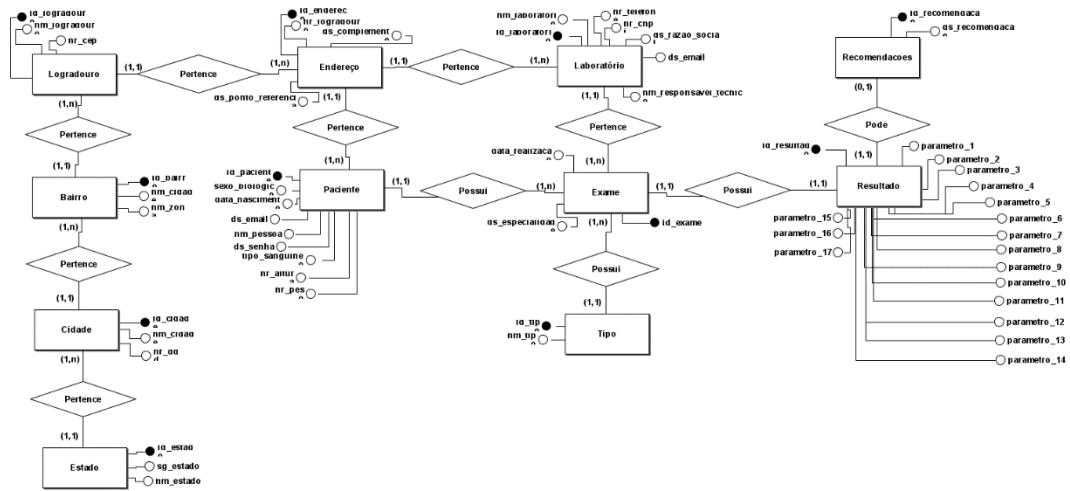 id_logradour
nm_logradour
nr_cep
Logradouro
(1,1)
Pertence
(1,n)
id_enderec
nr_logradour
ds_complement
Endereço
ds_ponto_referenci
(1,1)
Pertence
(1,n)
nm_laboratori
id_laboratori
nr_telefon
nr_cnp
ds_razao_socia
ds_email
Laboratório
nm_responsavel_tecnic
id_recomendaca
ds_recomendaca
Recomendacoes
(0,1)
Pode
(1,1)
(1,n)
Pertence
(1,1)
(1,1)
Pertence
(1,n)
(1,1)
Pertence
(1,n)
id_bairr
nm_cidad
nm_zon
Bairro
id_pacient
sexo_biologic
data_nasciment
ds_email
nm_pessoa
ds_senha
tipo_sanguine
nr_altur
nr_pes
Paciente
(1,1)
Possui
(1,n)
data_realizaca
Exame
ds_especialidad
id_exame
(1,1)
Possui
(1,1)
id_resultad
Resultado
parametro_1
parametro_2
parametro_3
parametro_4
parametro_5
parametro_6
parametro_7
parametro_8
parametro_9
parametro_10
parametro_11
parametro_12
parametro_13
parametro_14
parametro_15
parametro_16
parametro_17
(1,n)
Pertence
(1,1)
(1,n)
Possui
(1,1)
id_tip
nm_tip
Tipo
id_cidad
nm_cidad
nr_dd
Cidade
(1,n)
Pertence
(1,1)
id_estad
sg_estado
nm_estado
Estado